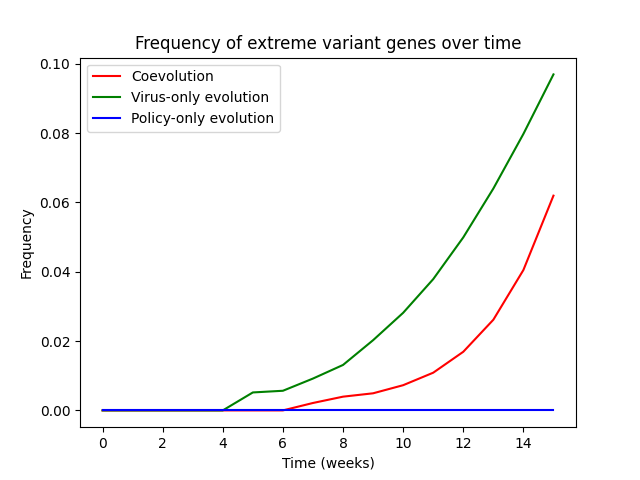 Frequency of extreme variant genes over time
Coevolution
Virus-only evolution
Policy-only evolution
Frequency
0.10
0.08
0.06
0.04
0.02
0.00
0 2 4 6 8 10 12 14
Time (weeks)